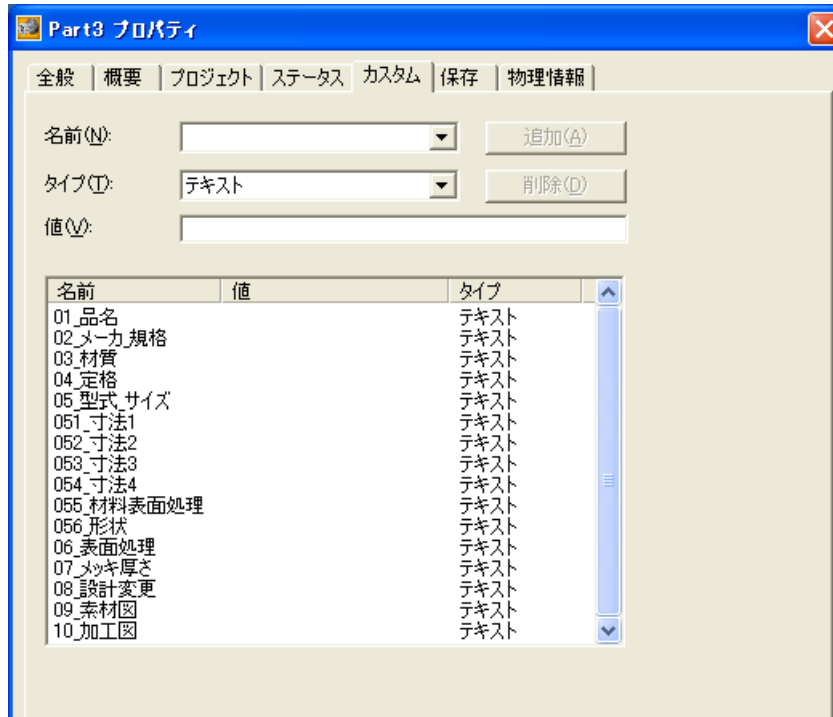 Part3 プロパティ
全般 概要 プロジェクト ステータス カスタム 保存 物理情報
名前(N): 追加(A)
タイプ(T): テキスト 削除(D)
値(V):
名前 値 タイプ
01_品名 テキスト
02_メーカ_規格 テキスト
03_材質 テキスト
04_定格 テキスト
05_型式_サイズ テキスト
051_寸法1 テキスト
052_寸法2 テキスト
053_寸法3 テキスト
054_寸法4 テキスト
055_材料表面処理 テキスト
056_形状 テキスト
06_表面処理 テキスト
07_メッキ厚さ テキスト
08_設計変更 テキスト
09_素材図 テキスト
10_加工図 テキスト